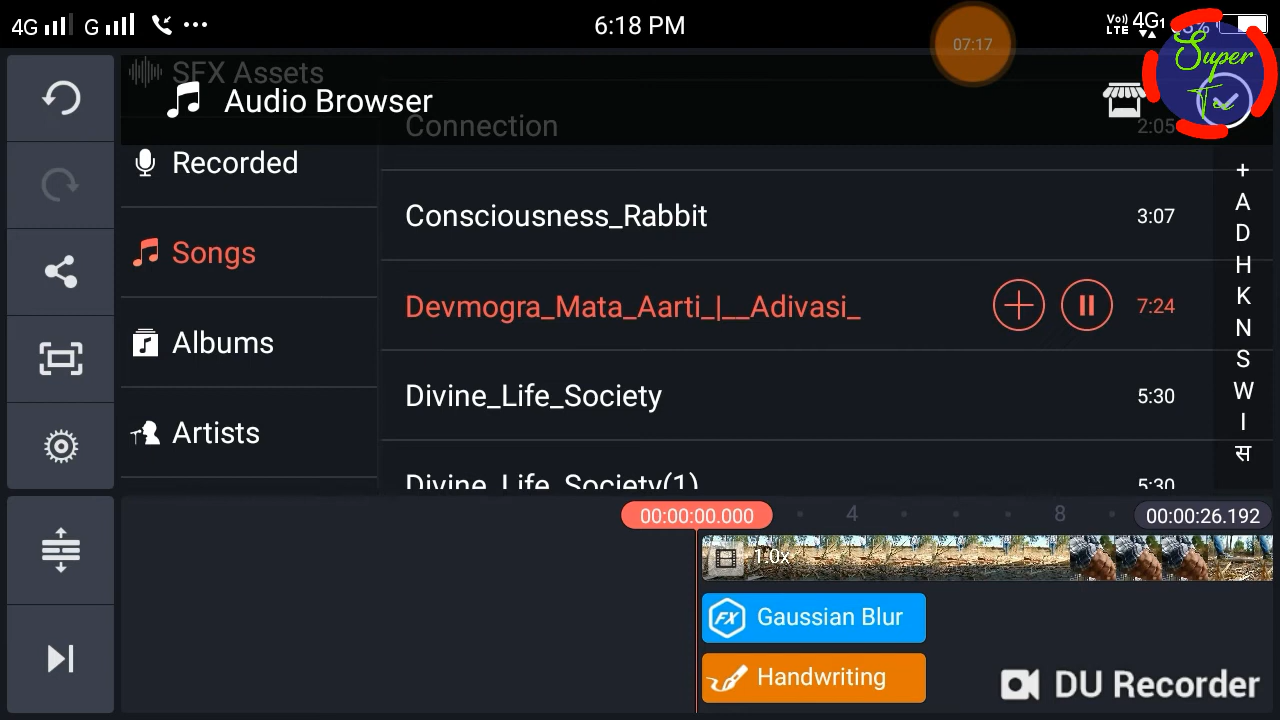 4G G 6:18 PM Vo)) LTE 4G1
07:17
Super
SFX Assets
Audio Browser
Connection 2:05
Recorded
Consciousness_Rabbit 3:07
Songs
Devmogra_Mata_Aarti_|__Adivasi_ 7:24
Albums
Divine_Life_Society 5:30
Artists
Divine_Life_Society(1) 5:30
+
A
D
H
K
N
S
W
I
स
00:00:00.000 4 8 00:00:26.192
1.0x
FX Gaussian Blur
Handwriting
DU Recorder